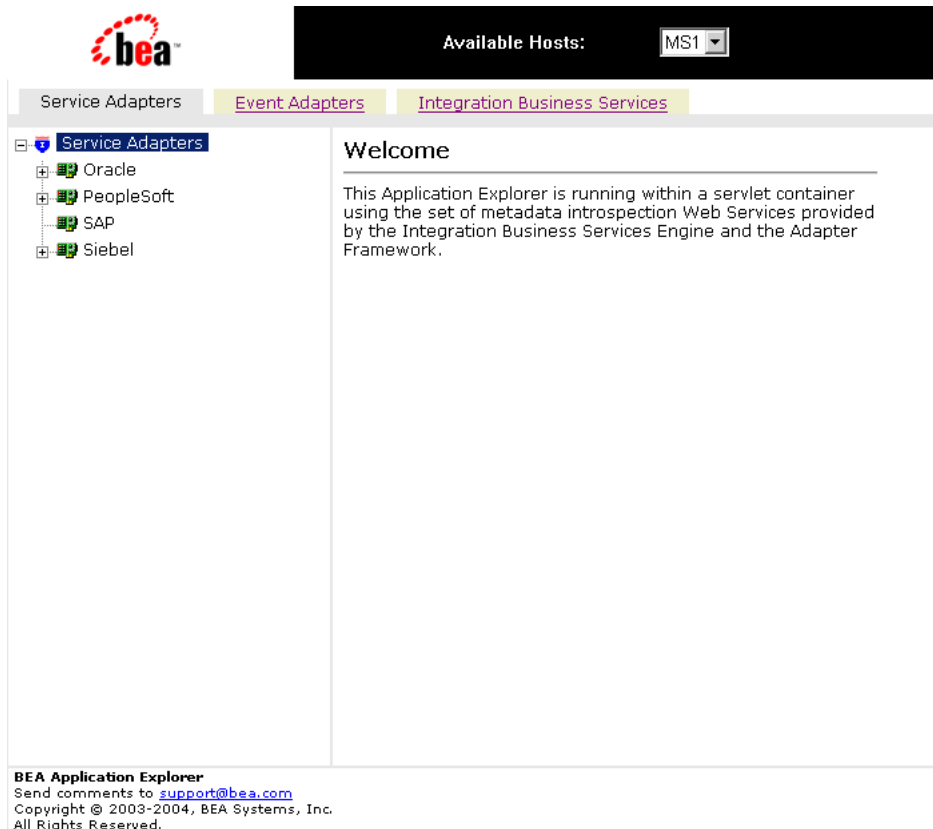 bea™
Available Hosts: MS1
Service Adapters Event Adapters Integration Business Services
Service Adapters
Oracle
PeopleSoft
SAP
Siebel
Welcome
This Application Explorer is running within a servlet container
using the set of metadata introspection Web Services provided
by the Integration Business Services Engine and the Adapter
Framework.
BEA Application Explorer
Send comments to support@bea.com
Copyright © 2003-2004, BEA Systems, Inc.
All Rights Reserved.